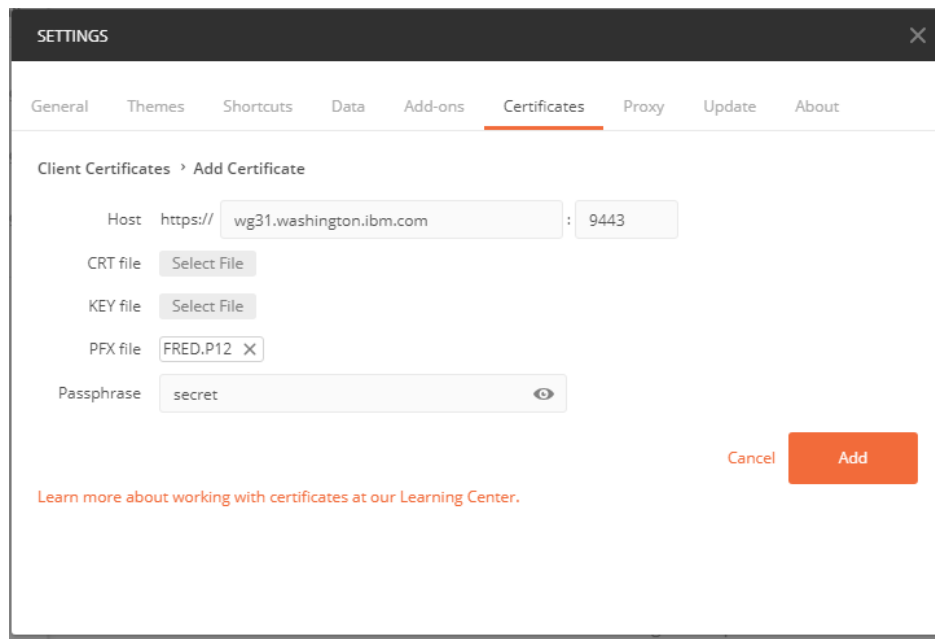 SETTINGS
General Themes Shortcuts Data Add-ons Certificates Proxy Update About
Client Certificates > Add Certificate
Host https:// wg31.washington.ibm.com : 9443
CRT file Select File
KEY file Select File
PFX file FRED.P12
Passphrase secret
Cancel Add
Learn more about working with certificates at our Learning Center.